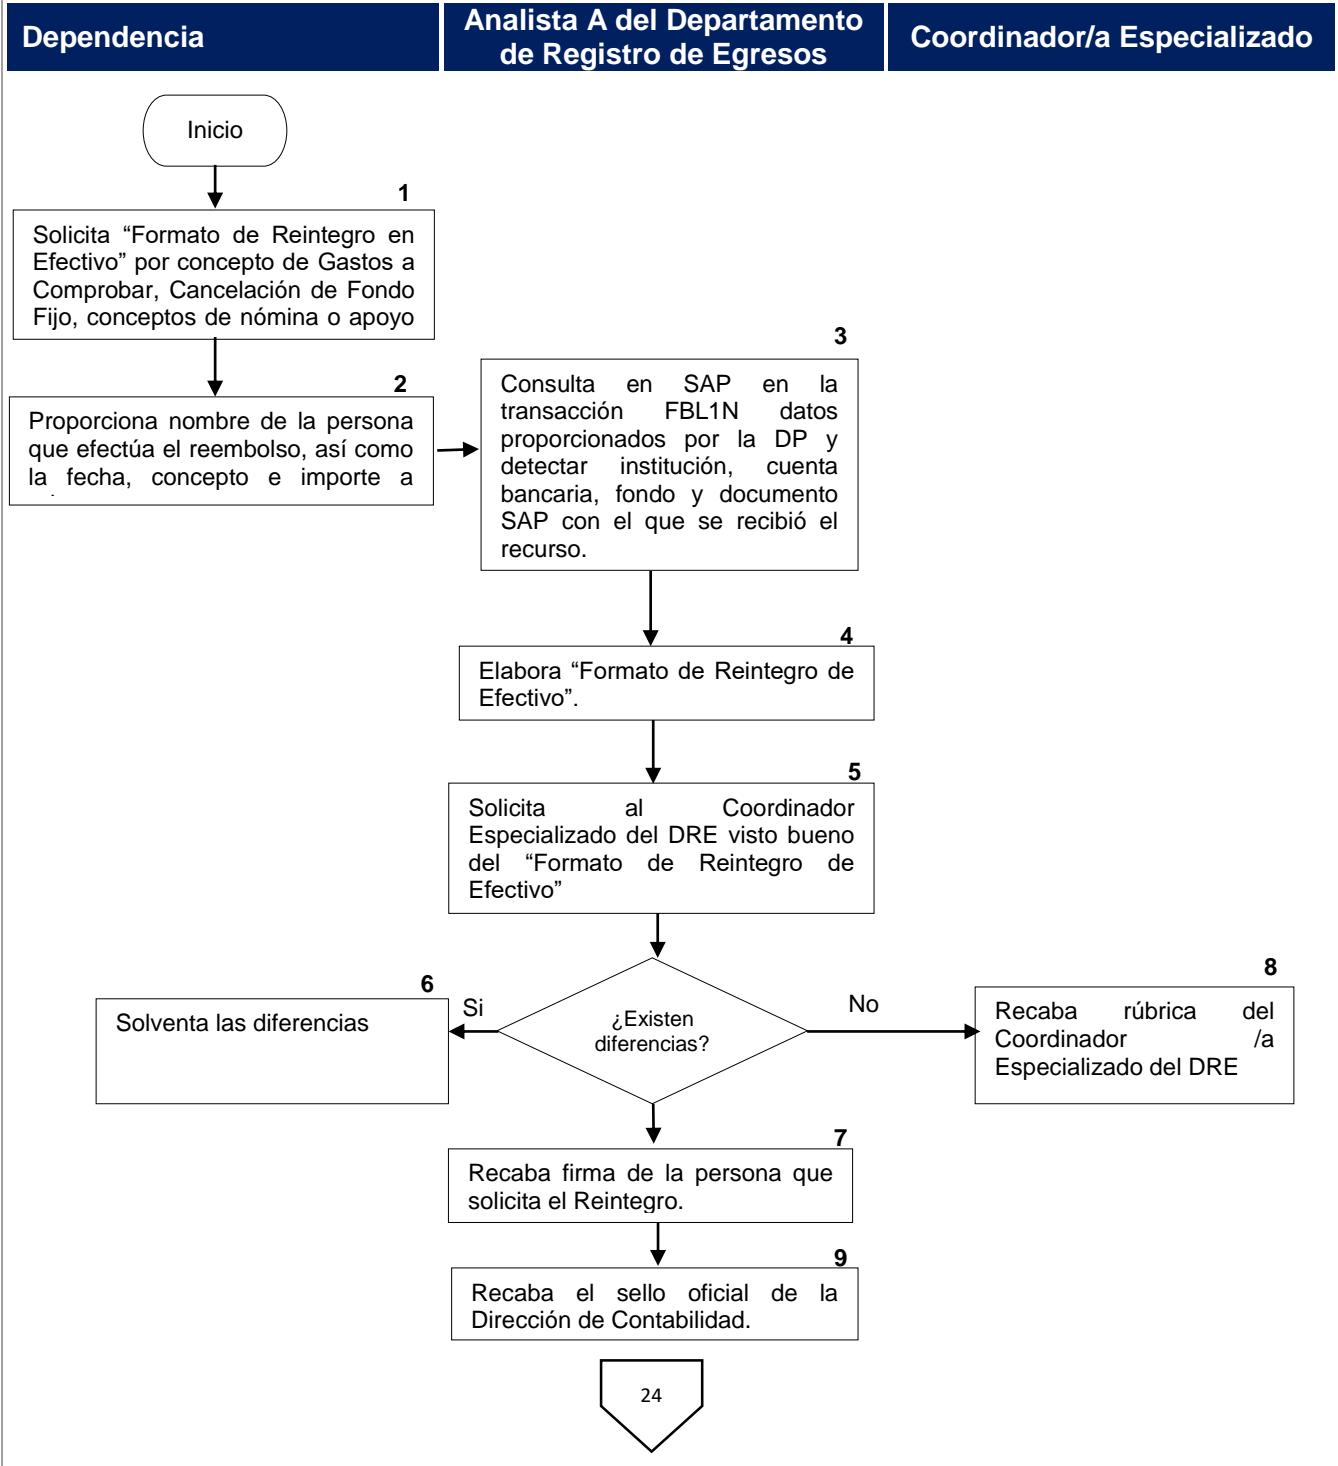 Dependencia
Analista A del Departamento
de Registro de Egresos
Coordinador/a Especializado
Inicio
1
Solicita “Formato de Reintegro en
Efectivo” por concepto de Gastos a
Comprobar, Cancelación de Fondo
Fijo, conceptos de nómina o apoyo
2
Proporciona nombre de la persona
que efectúa el reembolso, así como
la fecha, concepto e importe a
3
Consulta en SAP en la
transacción FBL1N datos
proporcionados por la DP y
detectar institución, cuenta
bancaria, fondo y documento
SAP con el que se recibió el
recurso.
4
Elabora “Formato de Reintegro de
Efectivo”.
5
Solicita al Coordinador
Especializado del DRE visto bueno
del “Formato de Reintegro de
Efectivo”
6
Solventa las diferencias
Si
¿Existen
diferencias?
No
8
Recaba rúbrica del
Coordinador /a
Especializado del DRE
7
Recaba firma de la persona que
solicita el Reintegro.
9
Recaba el sello oficial de la
Dirección de Contabilidad.
24